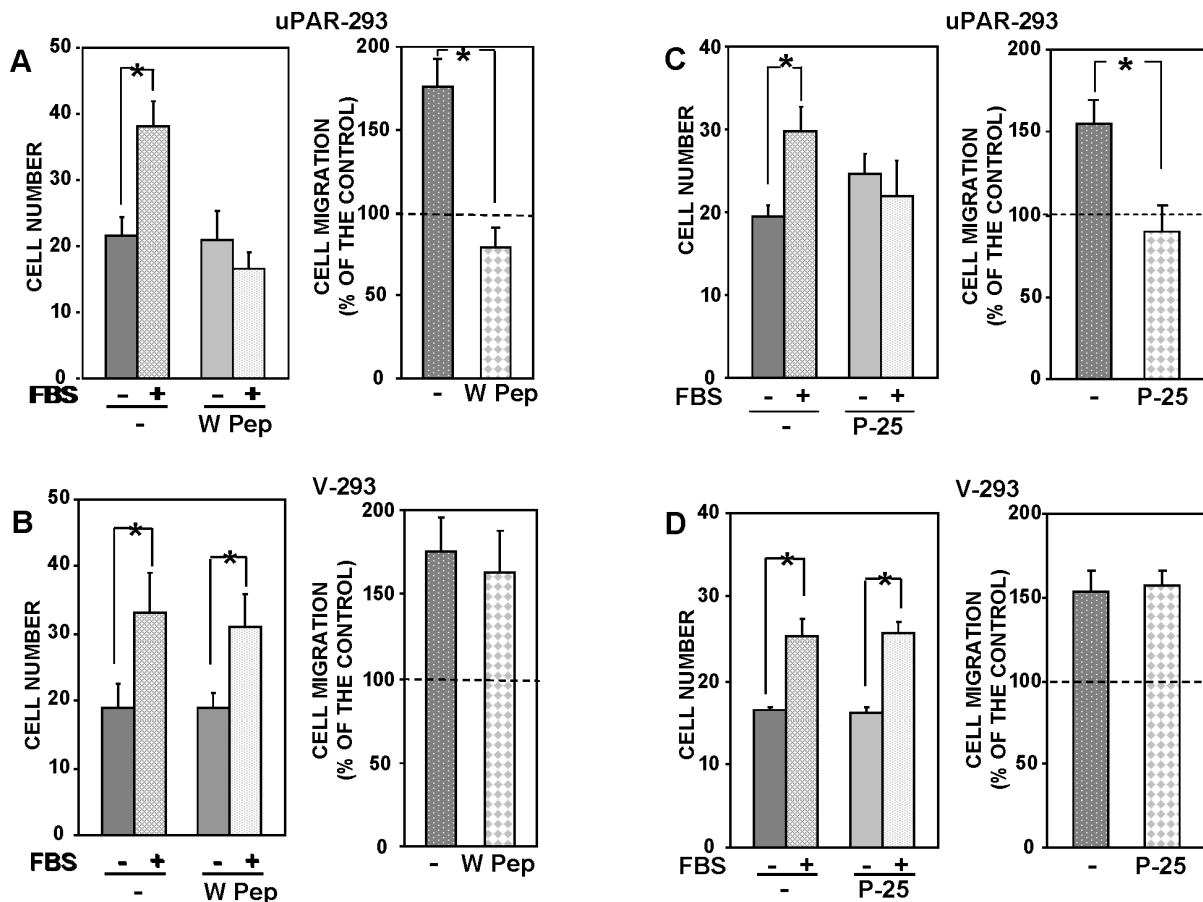 uPAR-293
A
CELL NUMBER
50
40
30
20
10
0
*
FBS - + - +
- W Pep
CELL MIGRATION
(% OF THE CONTROL)
200
150
100
50
0
*
- W Pep
uPAR-293
C
CELL NUMBER
40
30
20
10
0
*
FBS - + - +
- P-25
CELL MIGRATION
(% OF THE CONTROL)
200
150
100
50
0
*
- P-25
V-293
B
CELL NUMBER
50
40
30
20
10
0
* *
FBS - + - +
- W Pep
CELL MIGRATION
(% OF THE CONTROL)
200
150
100
50
0
- W Pep
V-293
D
CELL NUMBER
40
30
20
10
0
* *
FBS - + - +
- P-25
CELL MIGRATION
(% OF THE CONTROL)
200
150
100
50
0
- P-25